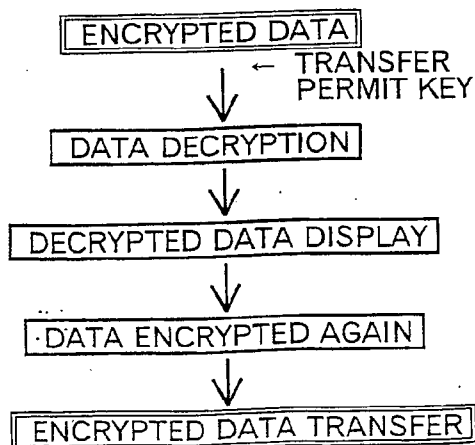 ENCRYPTED DATA
← TRANSFER
PERMIT KEY
DATA DECRYPTION
DECRYPTED DATA DISPLAY
DATA ENCRYPTED AGAIN
ENCRYPTED DATA TRANSFER